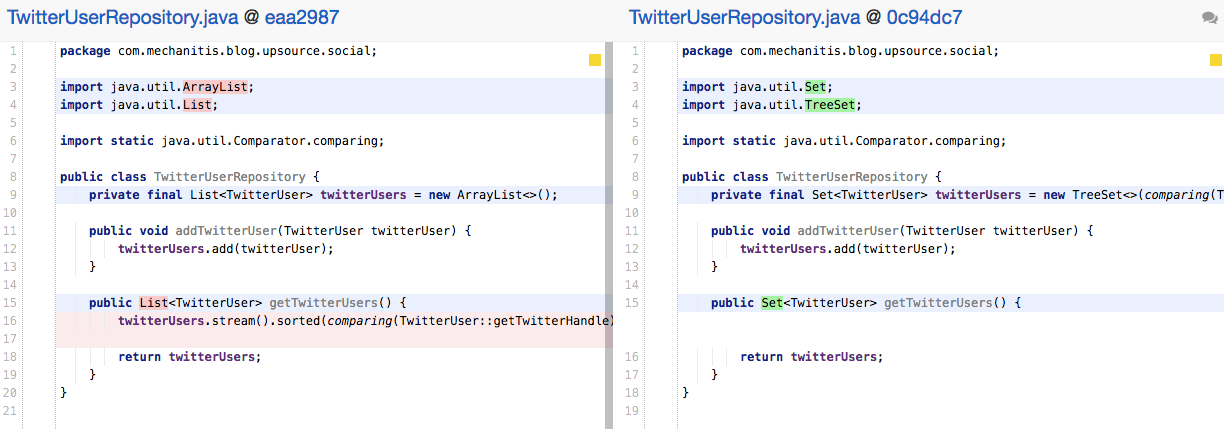 TwitterUserRepository.java @ eaa2987
1 package com.mechanitis.blog.upsource.social;
2
3 import java.util.ArrayList;
4 import java.util.List;
5
6 import static java.util.Comparator.comparing;
7
8 public class TwitterUserRepository {
9 private final List<TwitterUser> twitterUsers = new ArrayList<>();
10
11 public void addTwitterUser(TwitterUser twitterUser) {
12 twitterUsers.add(twitterUser);
13 }
14
15 public List<TwitterUser> getTwitterUsers() {
16 twitterUsers.stream().sorted(comparing(TwitterUser::getTwitterHandle)
17
18 return twitterUsers;
19 }
20 }
21
TwitterUserRepository.java @ 0c94dc7
1 package com.mechanitis.blog.upsource.social;
2
3 import java.util.Set;
4 import java.util.TreeSet;
5
6 import static java.util.Comparator.comparing;
7
8 public class TwitterUserRepository {
9 private final Set<TwitterUser> twitterUsers = new TreeSet<>(comparing(T
10
11 public void addTwitterUser(TwitterUser twitterUser) {
12 twitterUsers.add(twitterUser);
13 }
14
15 public Set<TwitterUser> getTwitterUsers() {
16 return twitterUsers;
17 }
18 }
19